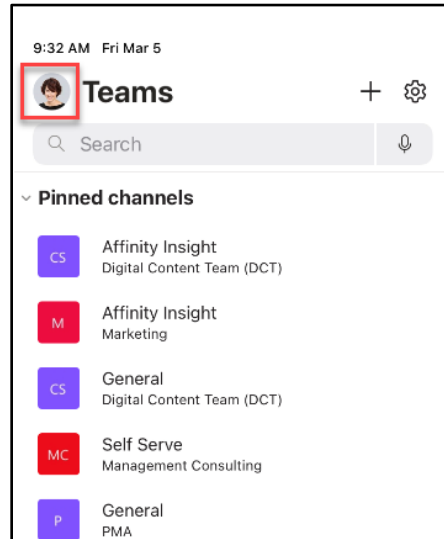 9:32 AM Fri Mar 5
Teams
Search
Pinned channels
CS
Affinity Insight
Digital Content Team (DCT)
M
Affinity Insight
Marketing
CS
General
Digital Content Team (DCT)
MC
Self Serve
Management Consulting
P
General
PMA